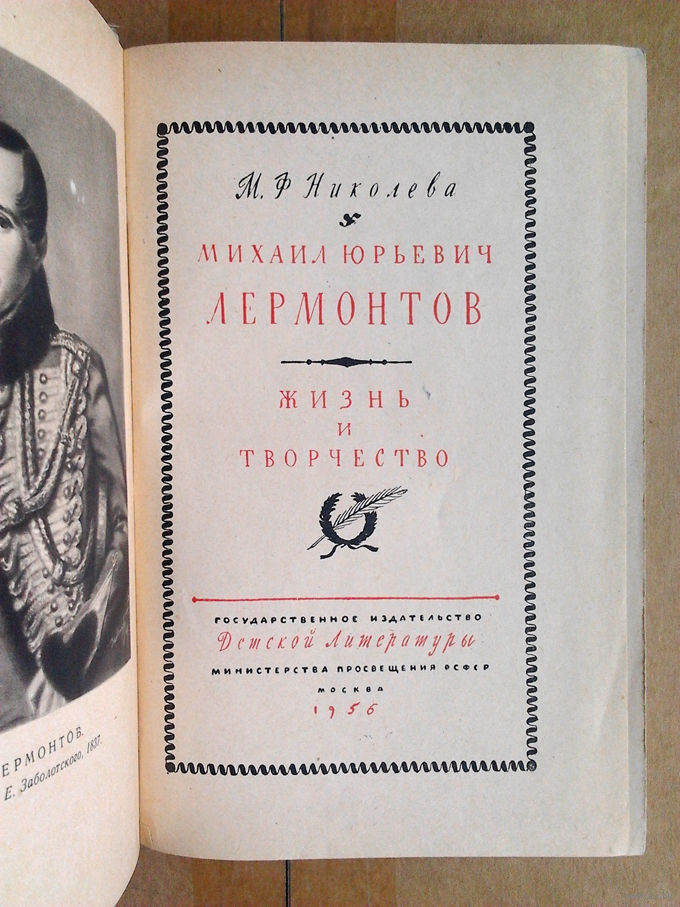 М. Ф Николева
МИХАИЛ ЮРЬЕВИЧ
ЛЕРМОНТОВ
ЖИЗНЬ
И
ТВОРЧЕСТВО
ГОСУДАРСТВЕННОЕ ИЗДАТЕЛЬСТВО
Детской Литературы
МИНИСТЕРСТВА ПРОСВЕЩЕНИЯ РСФСР
МОСКВА
1956
ЕРМОНТОВ.
Е. Заболотского, 1837.